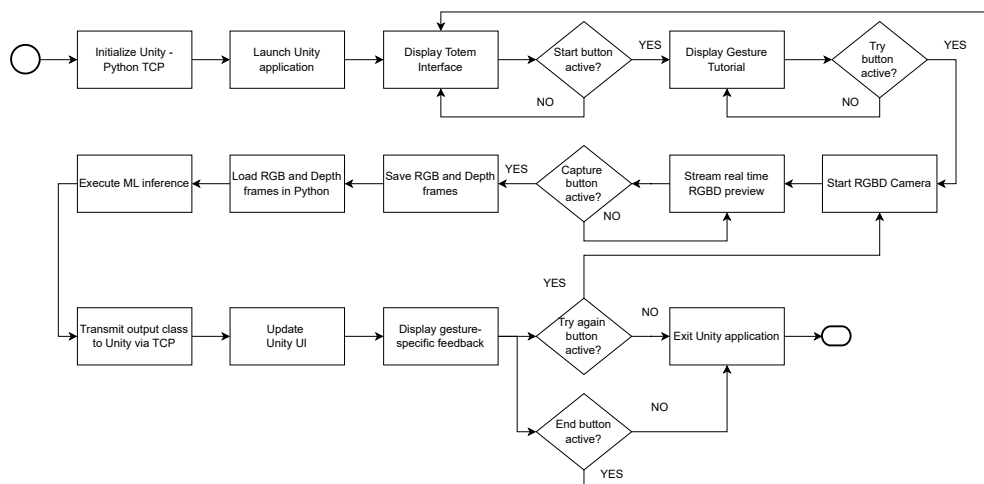 Initialize Unity -
Python TCP
Launch Unity
application
Display Totem
Interface
Start button
active?
YES
NO
Display Gesture
Tutorial
Try
button
active?
YES
NO
Execute ML inference
Load RGB and Depth
frames in Python
Save RGB and Depth
frames
YES
Capture
button
active?
NO
Stream real time
RGBD preview
Start RGBD Camera
Transmit output class
to Unity via TCP
Update
Unity UI
Display gesture-
specific feedback
YES
Try again
button
active?
NO
Exit Unity application
End button
active?
NO
YES